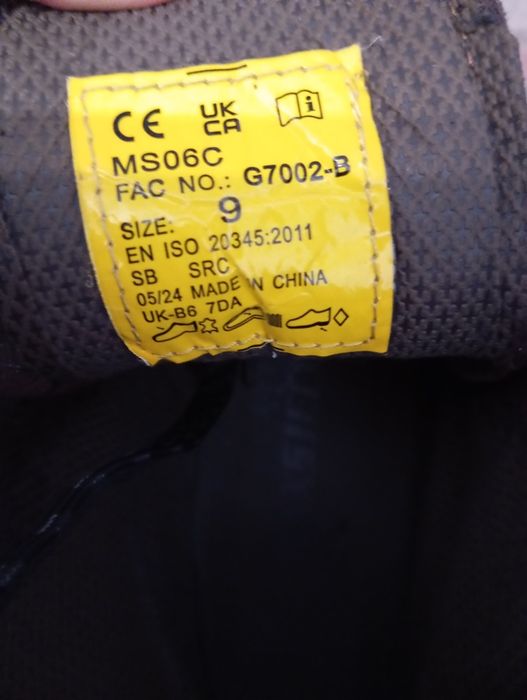 CE UK CA i
MS06C
FAC NO.: G7002-B
SIZE: 9
EN ISO 20345:2011
SB SRC
05/24 MADE IN CHINA
UK-B6 7DA